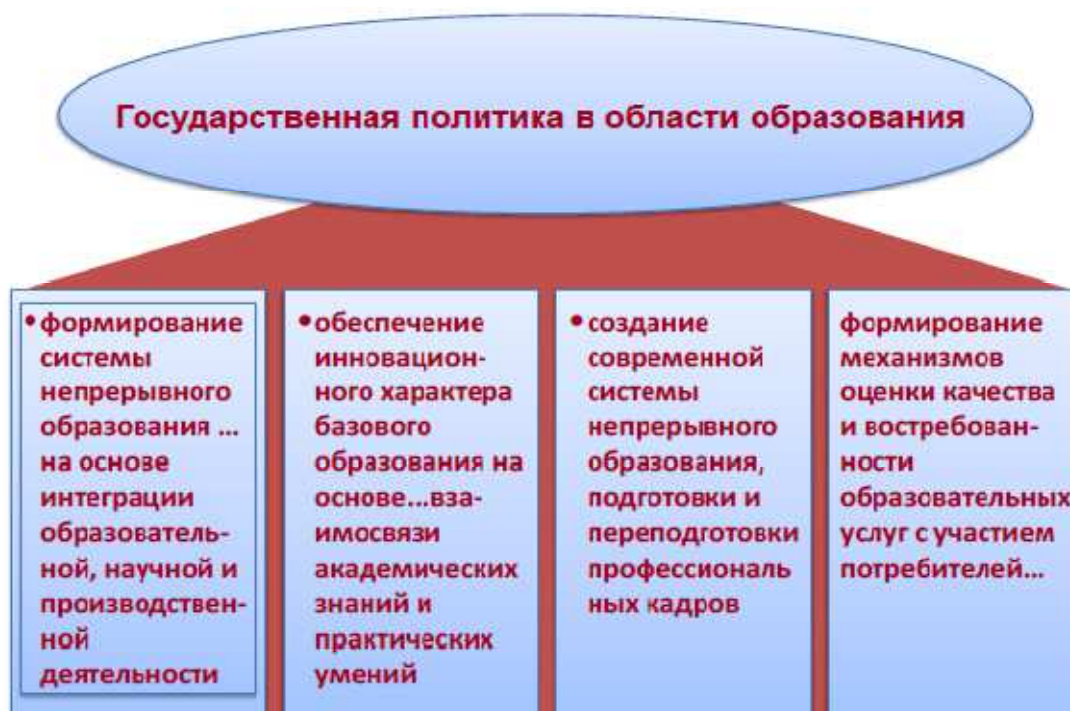 Государственная политика в области образования
•формирование
системы
непрерывного
образования ...
на основе
интеграции
образователь-
ной, научной и
производствен-
ной
деятельности
•обеспечение
инновацион-
ного характера
базового
образования на
основе...вза-
имосвязи
академических
знаний и
практических
умений
•создание
современной
системы
непрерывного
образования,
подготовки и
переподготовки
профессиональ
ных кадров
формирование
механизмов
оценки качества
и востребован-
ности
образовательных
услуг с участием
потребителей...